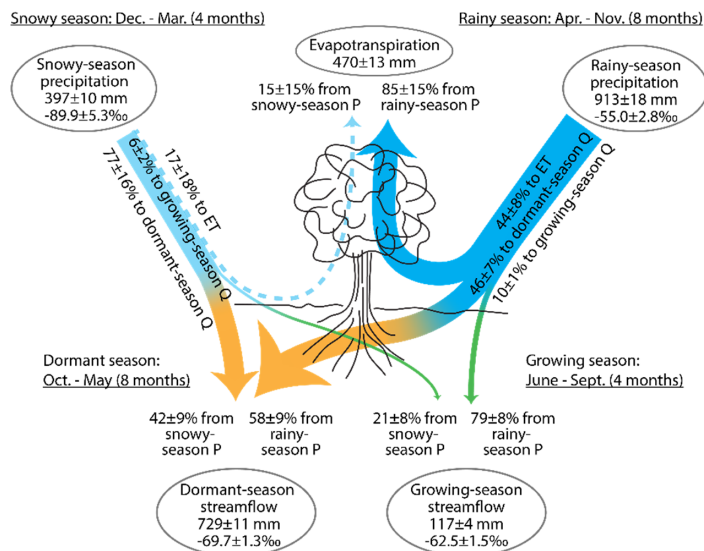 Snowy season: Dec. - Mar. (4 months)
Rainy season: Apr. - Nov. (8 months)
Evapotranspiration
470±13 mm
Snowy-season
precipitation
397±10 mm
-89.9±5.3‰
Rainy-season
precipitation
913±18 mm
-55.0±2.8‰
15±15% from
snowy-season P
85±15% from
rainy-season P
17±18% to ET
6±2% to growing-season Q
77±16% to dormant-season Q
44±8% to ET
46±7% to dormant-season Q
10±1% to growing-season Q
Dormant season:
Oct. - May (8 months)
Growing season:
June - Sept. (4 months)
42±9% from
snowy-
season P
58±9% from
rainy-
season P
21±8% from
snowy-
season P
79±8% from
rainy-
season P
Dormant-season
streamflow
729±11 mm
-69.7±1.3‰
Growing-season
streamflow
117±4 mm
-62.5±1.5‰